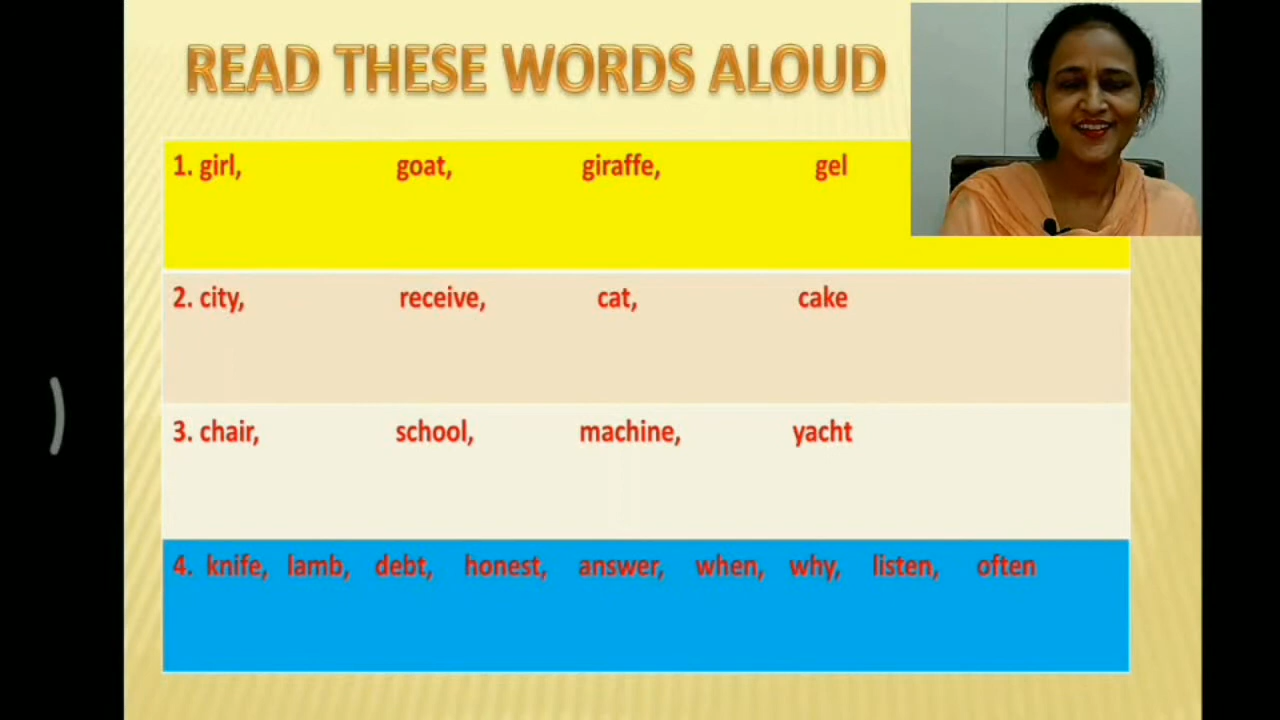 READ THESE WORDS ALOUD
1. girl, goat, giraffe, gel
2. city, receive, cat, cake
3. chair, school, machine, yacht
4. knife, lamb, debt, honest, answer, when, why, listen, often